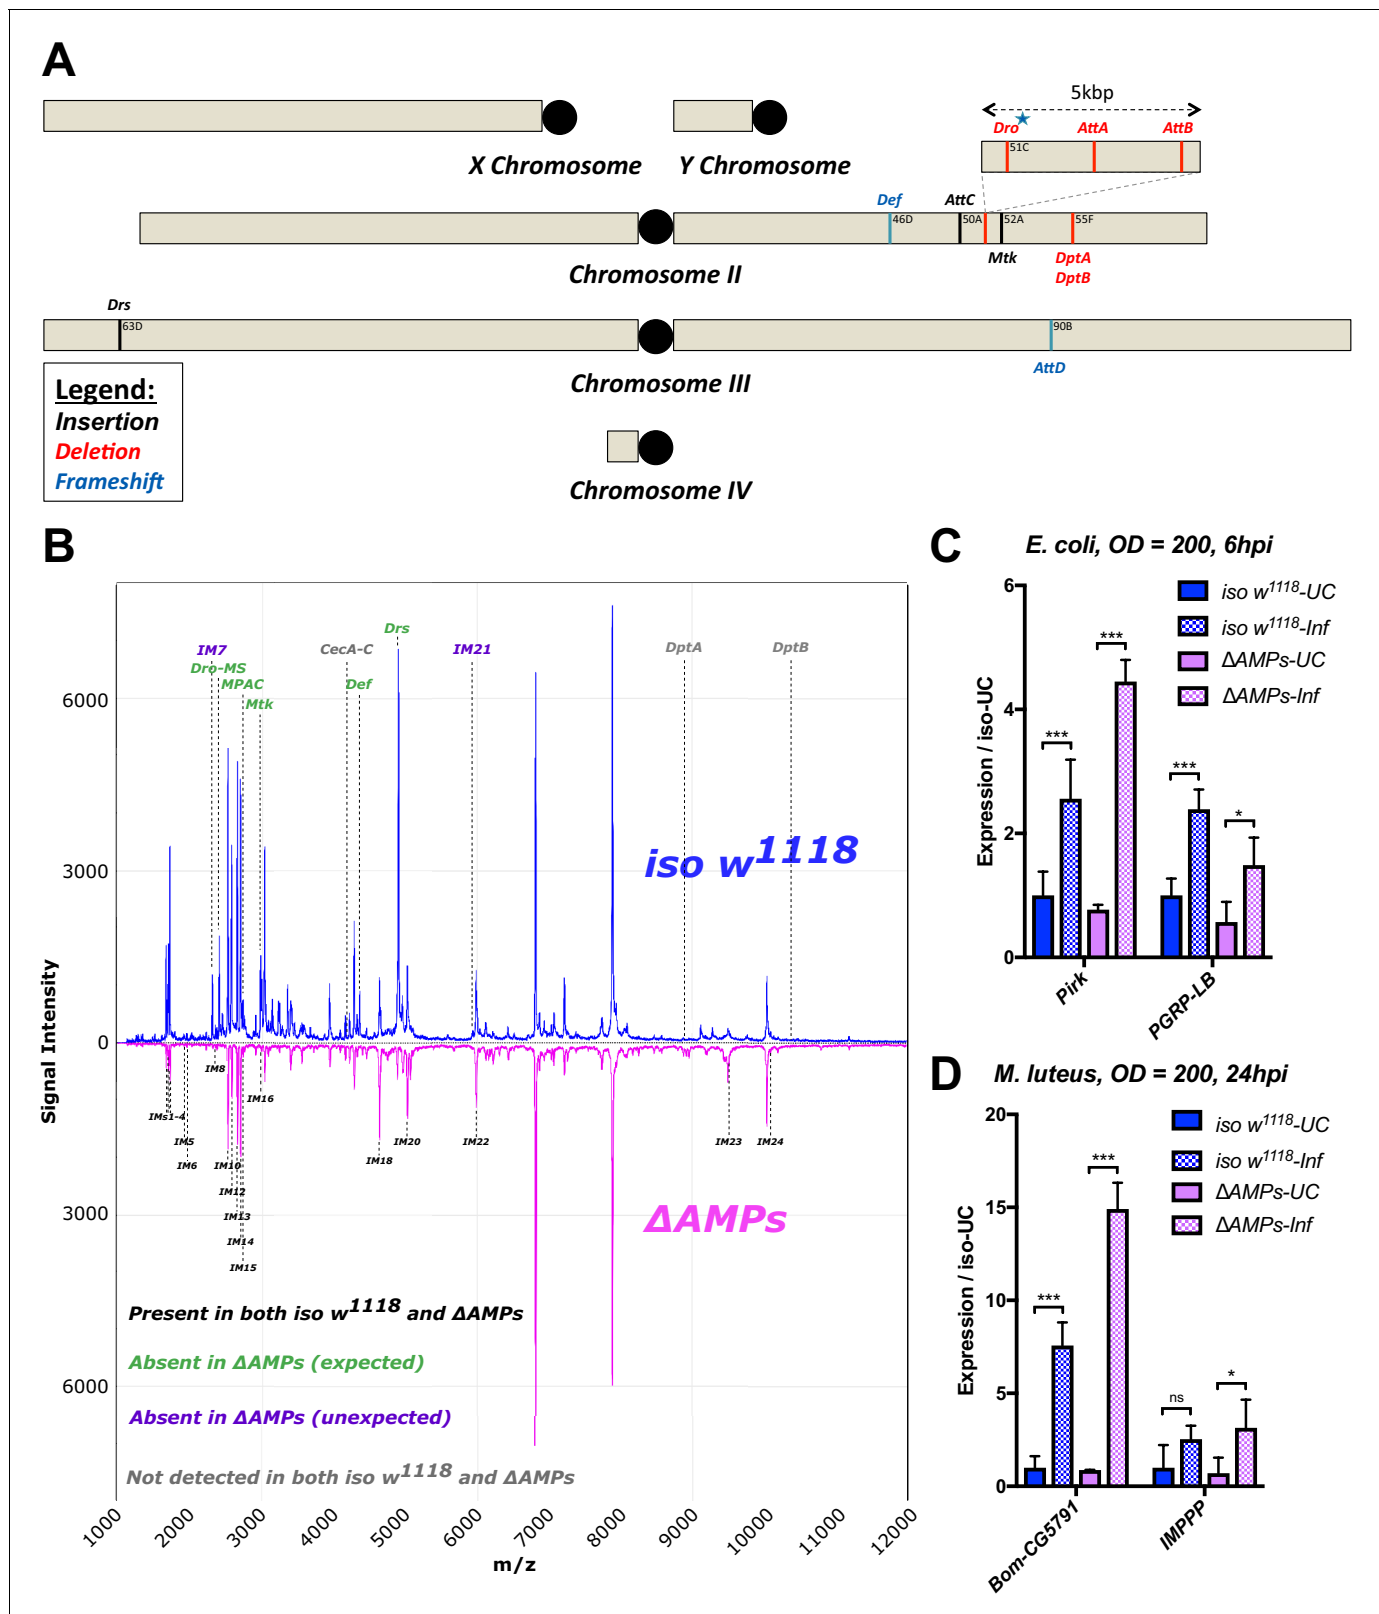 A
5kbp
Dro
AttA
AttB
51C
X Chromosome
Y Chromosome
Def
AttC
46D
50A
52A
55F
Mtk
DptA
DptB
Chromosome II
Drs
63D
90B
AttD
Chromosome III
Legend:
Insertion
Deletion
Frameshift
Chromosome IV
B
Signal Intensity
6000
3000
0
3000
6000
IM7
Dro-MS
MPAC
Mtk
CecA-C
Def
Drs
IM21
DptA
DptB
iso w1118
IMs1-4
IM5
IM6
IM8
IM10
IM12
IM13
IM14
IM15
IM16
IM18
IM20
IM22
IM23
IM24
ΔAMPs
Present in both iso w1118 and ΔAMPs
Absent in ΔAMPs (expected)
Absent in ΔAMPs (unexpected)
Not detected in both iso w1118 and ΔAMPs
1000 2000 3000 4000 5000 6000 7000 8000 9000 10000 11000 12000
m/z
C
E. coli, OD = 200, 6hpi
Expression / iso-UC
6
4
2
0
iso w1118-UC
iso w1118-Inf
ΔAMPs-UC
ΔAMPs-Inf
***
***
***
*
Pirk
PGRP-LB
D
M. luteus, OD = 200, 24hpi
Expression / iso-UC
20
15
10
5
0
iso w1118-UC
iso w1118-Inf
ΔAMPs-UC
ΔAMPs-Inf
***
***
ns
*
Bom-CG5791
IMPPP